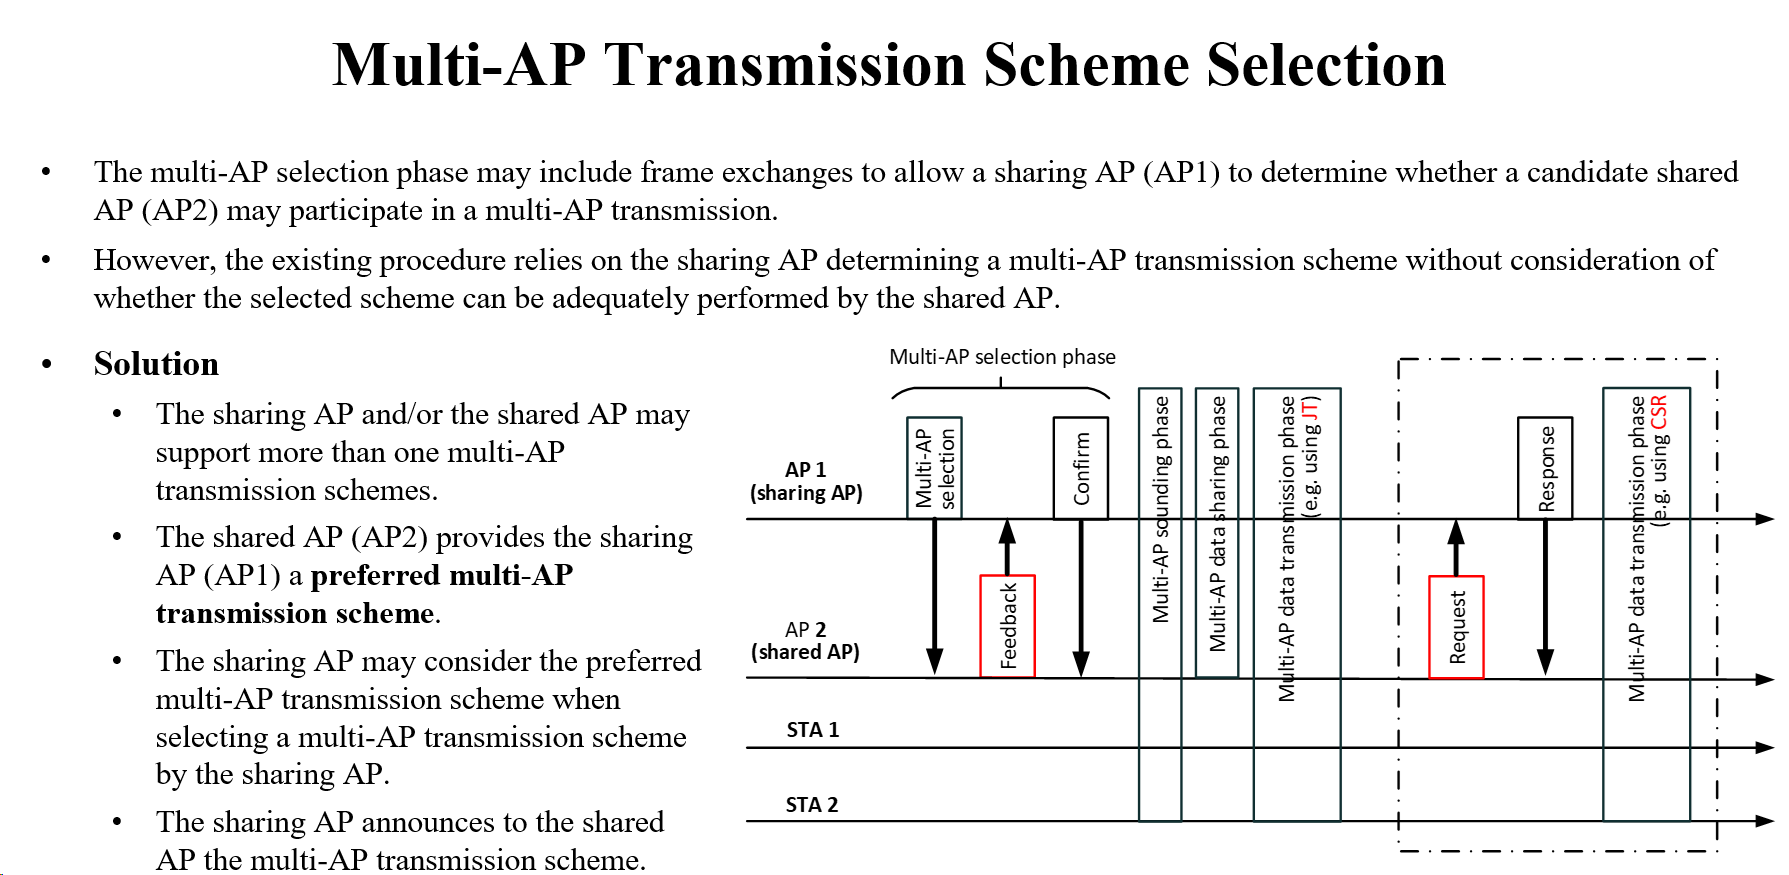 Multi-AP Transmission Scheme Selection
• The multi-AP selection phase may include frame exchanges to allow a sharing AP (AP1) to determine whether a candidate shared
AP (AP2) may participate in a multi-AP transmission.
• However, the existing procedure relies on the sharing AP determining a multi-AP transmission scheme without consideration of
whether the selected scheme can be adequately performed by the shared AP.
• Solution
• The sharing AP and/or the shared AP may
support more than one multi-AP
transmission schemes.
• The shared AP (AP2) provides the sharing
AP (AP1) a preferred multi-AP
transmission scheme.
• The sharing AP may consider the preferred
multi-AP transmission scheme when
selecting a multi-AP transmission scheme
by the sharing AP.
• The sharing AP announces to the shared
AP the multi-AP transmission scheme.
Multi-AP selection phase
AP 1
(sharing AP)
AP 2
(shared AP)
STA 1
STA 2
Multi-AP
selection
Feedback
Confirm
Multi-AP sounding phase
Multi-AP data sharing phase
Multi-AP data transmission phase
(e.g. using JT)
Request
Response
Multi-AP data transmission phase
(e.g. using CSR